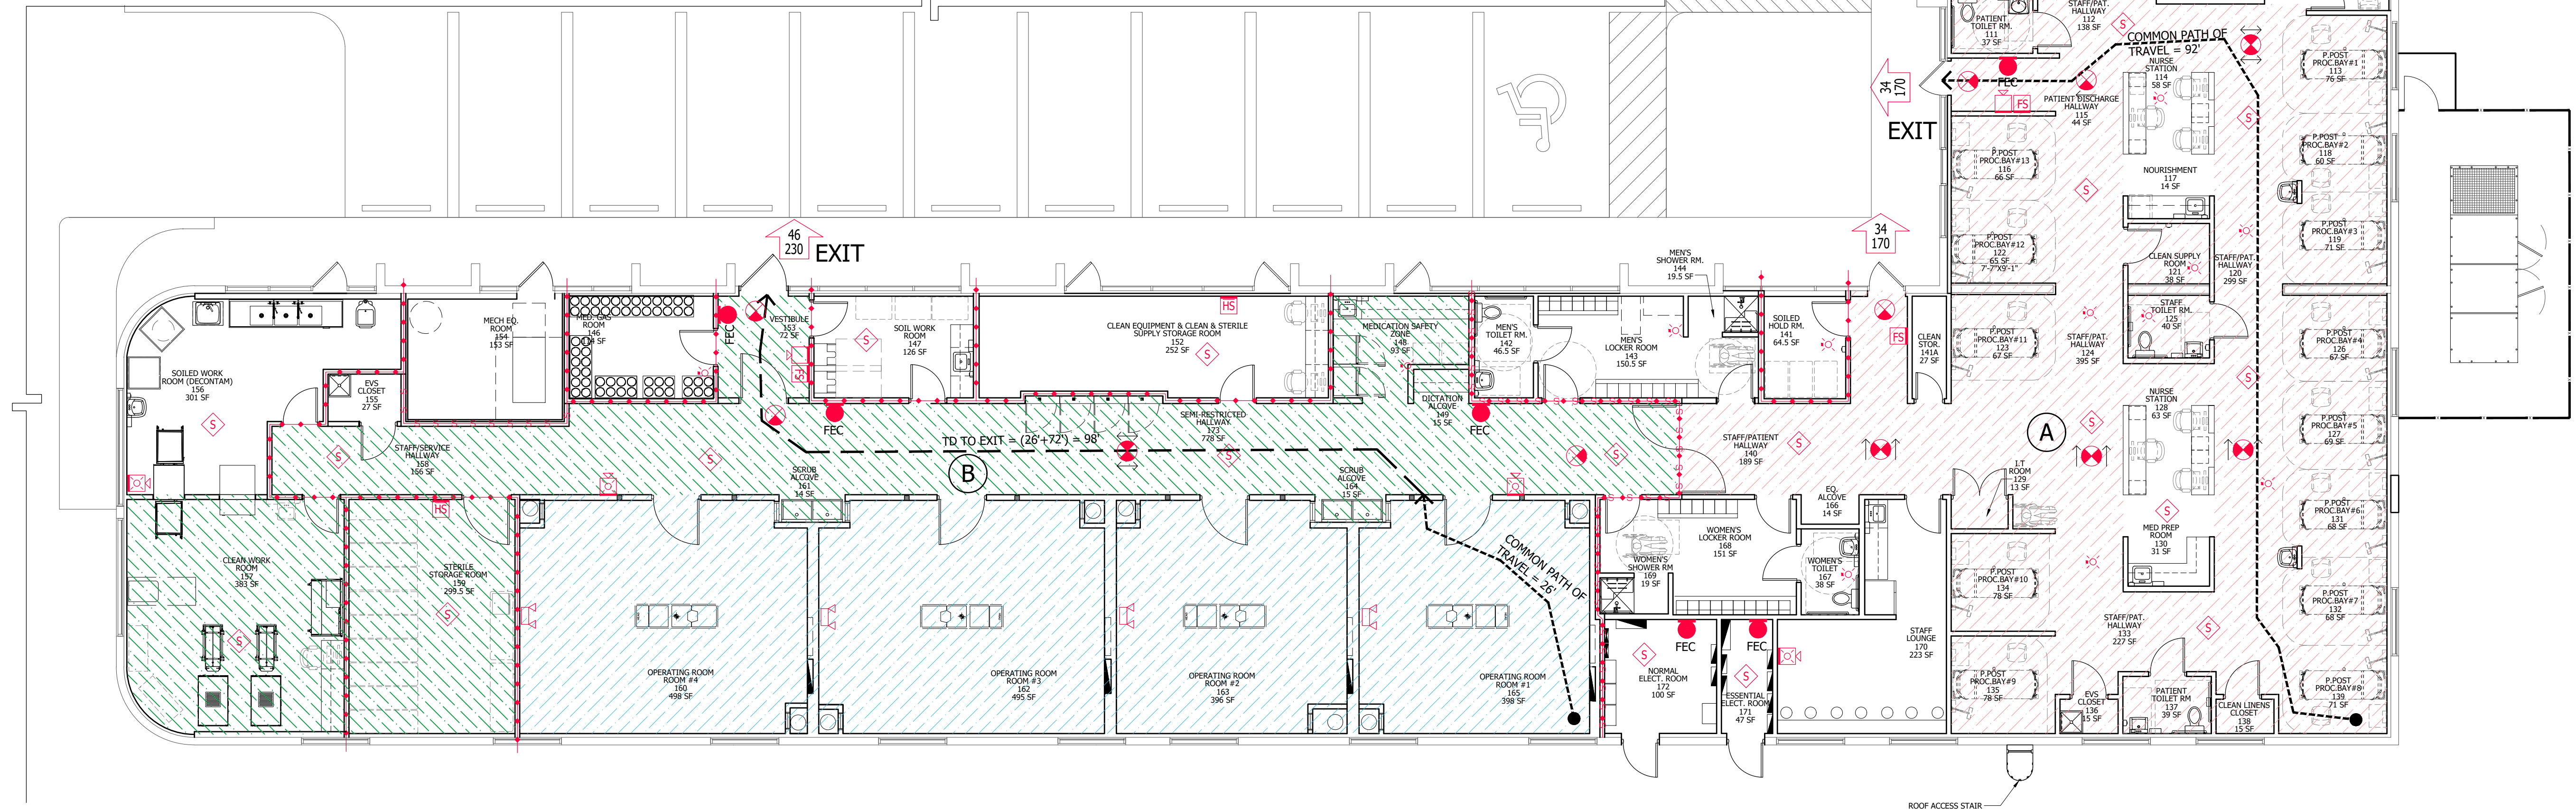 PATIENT
TOILET RM.
111
37 SF
STAFF/PAT.
HALLWAY
112
138 SF
S
COMMON PATH OF
TRAVEL = 92'
NURSE
STATION
114
58 SF
P.POST
PROC.BAY#1
113
76 SF
FEC
FS
PATIENT DISCHARGE
HALLWAY
115
44 SF
34
170
EXIT
S
P.POST
PROC.BAY#13
116
66 SF
P.POST
PROC.BAY#2
118
60 SF
NOURISHMENT
117
14 SF
S
P.POST
PROC.BAY#12
122
65 SF
7'-7"X9'-1"
P.POST
PROC.BAY#3
119
71 SF
CLEAN SUPPLY
ROOM
121
38 SF
STAFF/PAT.
HALLWAY
120
299 SF
46
230
EXIT
34
170
MEN'S
SHOWER RM.
144
19.5 SF
MECH EQ.
ROOM
154
153 SF
MED. GAS
ROOM
146
114 SF
FEC
VESTIBULE
153
72 SF
FS
SOIL WORK
ROOM
147
126 SF
S
CLEAN EQUIPMENT & CLEAN & STERILE
SUPPLY STORAGE ROOM
152
252 SF
HS
S
MEDICATION SAFETY
ZONE
148
93 SF
MEN'S
TOILET RM.
142
46.5 SF
MEN'S
LOCKER ROOM
143
150.5 SF
SOILED
HOLD RM.
141
64.5 SF
FS
CLEAN
STOR.
141A
27 SF
STAFF
TOILET RM.
125
40 SF
P.POST
PROC.BAY#11
123
67 SF
STAFF/PAT.
HALLWAY
124
395 SF
P.POST
PROC.BAY#4
126
67 SF
S
SOILED WORK
ROOM (DECONTAM)
156
301 SF
S
EVS
CLOSET
155
27 SF
DICTATION
ALCOVE
149
15 SF
FEC
FEC
SEMI-RESTRICTED
HALLWAY
173
778 SF
TD TO EXIT = (26'+72') = 98'
STAFF/SERVICE
HALLWAY
158
156 SF
S
S
S
S
B
STAFF/PATIENT
HALLWAY
140
189 SF
S
A
S
NURSE
STATION
128
63 SF
P.POST
PROC.BAY#5
127
69 SF
SCRUB
ALCOVE
161
14 SF
SCRUB
ALCOVE
164
15 SF
I.T
ROOM
129
13 SF
EQ.
ALCOVE
166
14 SF
HS
S
P.POST
PROC.BAY#6
131
68 SF
MED PREP
ROOM
130
31 SF
CLEAN WORK
ROOM
157
383 SF
S
STERILE
STORAGE ROOM
159
299.5 SF
S
COMMON PATH OF
TRAVEL = 26'
WOMEN'S
LOCKER ROOM
168
151 SF
WOMEN'S
SHOWER RM
169
19 SF
WOMEN'S
TOILET
167
38 SF
P.POST
PROC.BAY#10
134
78 SF
P.POST
PROC.BAY#7
132
68 SF
STAFF/PAT.
HALLWAY
133
227 SF
S
OPERATING ROOM
ROOM #4
160
498 SF
OPERATING ROOM
ROOM #3
162
495 SF
OPERATING ROOM
ROOM #2
163
396 SF
OPERATING ROOM
ROOM #1
165
398 SF
FEC
S
NORMAL
ELECT. ROOM
172
100 SF
FEC
S
ESSENTIAL
ELECT. ROOM
171
47 SF
STAFF
LOUNGE
170
223 SF
P.POST
PROC.BAY#9
135
78 SF
EVS
CLOSET
136
15 SF
PATIENT
TOILET RM
137
39 SF
CLEAN LINENS
CLOSET
138
15 SF
P.POST
PROC.BAY#8
139
71 SF
ROOF ACCESS STAIR